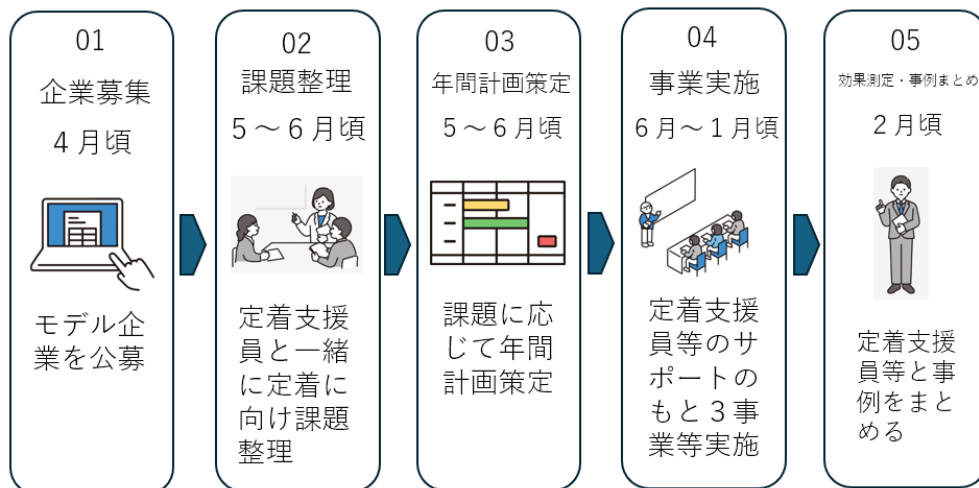 01
企業募集
4月頃
モデル企
業を公募
02
課題整理
5～6月頃
定着支援
員と一緒
に定着に
向け課題
整理
03
年間計画策定
5～6月頃
課題に応
じて年間
計画策定
04
事業実施
6月～1月頃
定着支援
員等のサ
ポートの
もと3事
業等実施
05
効果測定・事例まとめ
2月頃
定着支援
員等と事
例をまと
める